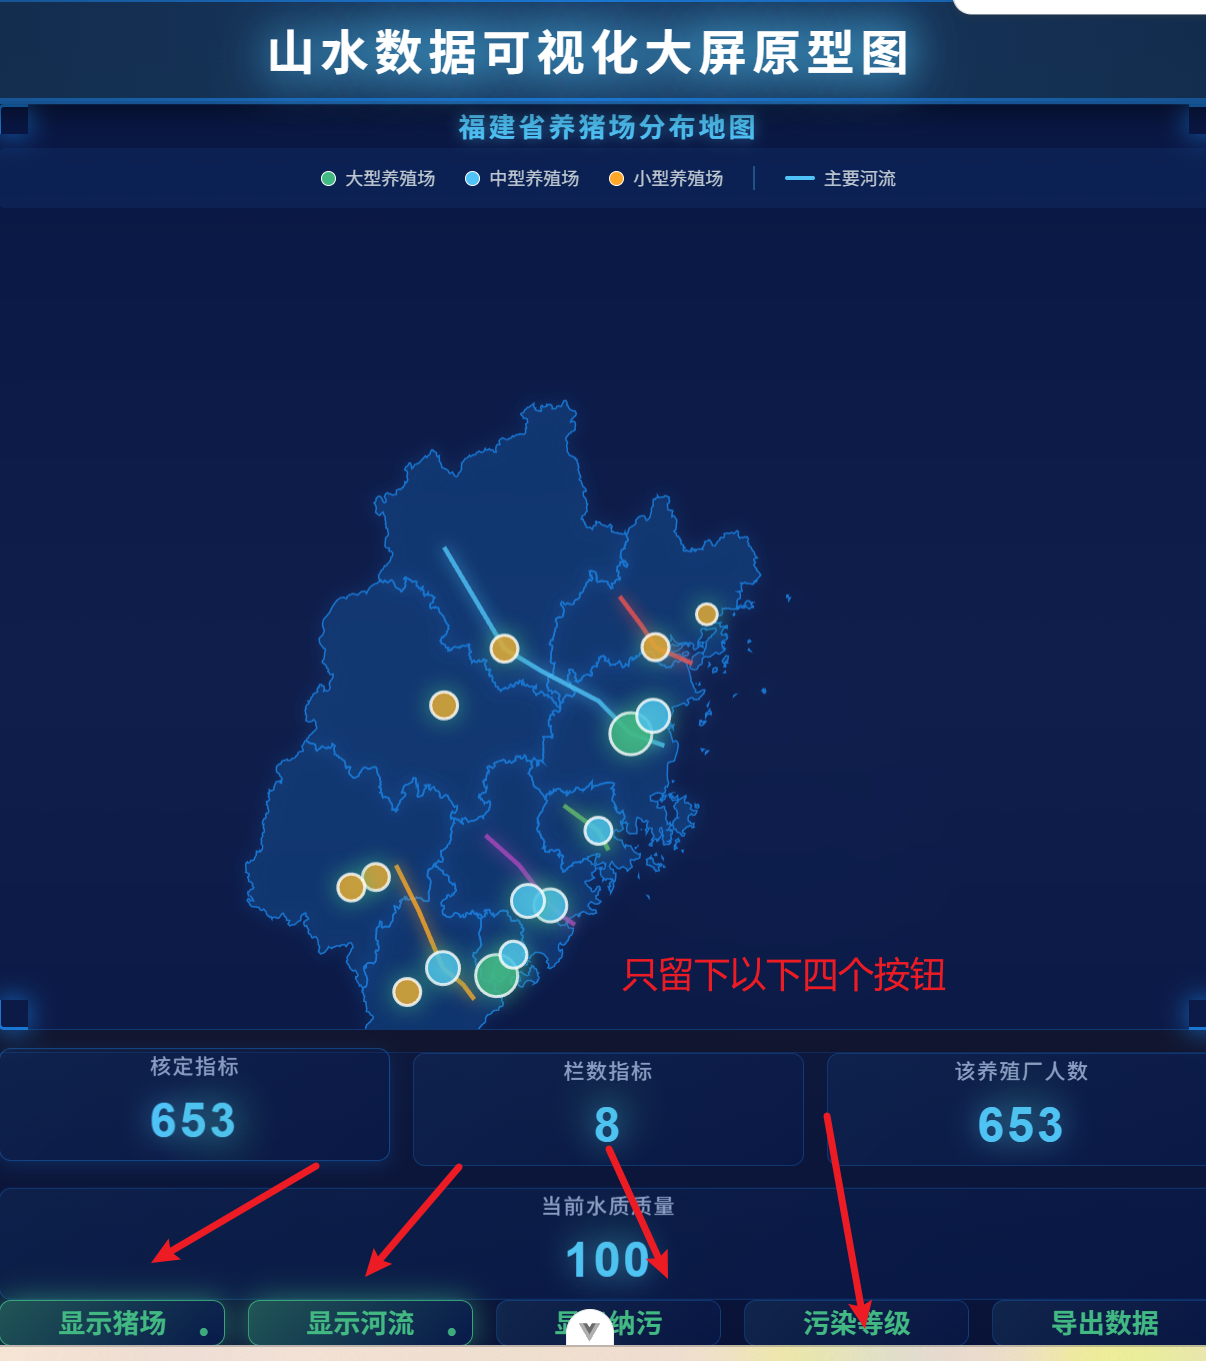 山水数据可视化大屏原型图
福建省养猪场分布地图
大型养殖场 中型养殖场 小型养殖场 主要河流
只留下以下四个按钮
核定指标 栏数指标 该养殖厂人数
653 8 653
当前水质质量
100
显示猪场 显示河流 显 纳污 污染等级 导出数据